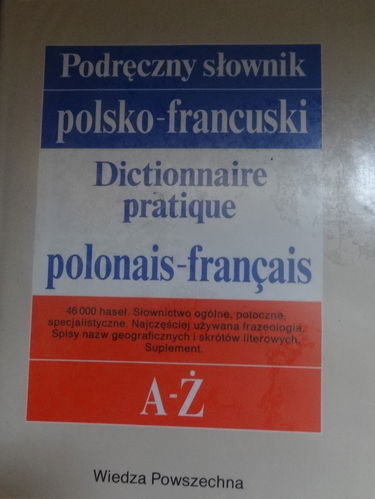 Podręczny słownik
polsko-francuski
Dictionnaire
pratique
polonais-français
46 000 haseł. Słownictwo ogólne, potoczne,
specjalistyczne. Najczęściej używana frazeologia.
Spisy nazw geograficznych i skrótów literowych.
Suplement.
A-Ż
Wiedza Powszechna